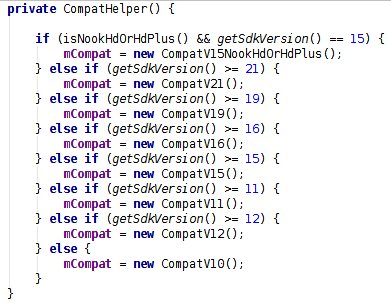 private CompatHelper() {
if (isNookHdOrHdPlus() && getSdkVersion() == 15) {
mCompat = new CompatV15NookHdOrHdPlus();
} else if (getSdkVersion() >= 21) {
mCompat = new CompatV21();
} else if (getSdkVersion() >= 19) {
mCompat = new CompatV19();
} else if (getSdkVersion() >= 16) {
mCompat = new CompatV16();
} else if (getSdkVersion() >= 15) {
mCompat = new CompatV15();
} else if (getSdkVersion() >= 11) {
mCompat = new CompatV11();
} else if (getSdkVersion() >= 12) {
mCompat = new CompatV12();
} else {
mCompat = new CompatV10();
}
}